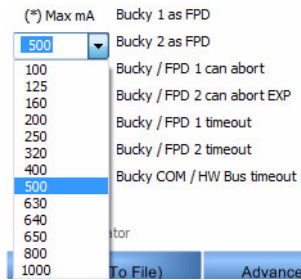 (*) Max mA Bucky 1 as FPD
500 Bucky 2 as FPD
100 Bucky / FPD 1 can abort
125
160 Bucky / FPD 2 can abort EXP
200
250 Bucky / FPD 1 timeout
320 Bucky / FPD 2 timeout
400
500 Bucky COM / HW Bus timeout
630
640
650
800
1000 To File) Advance